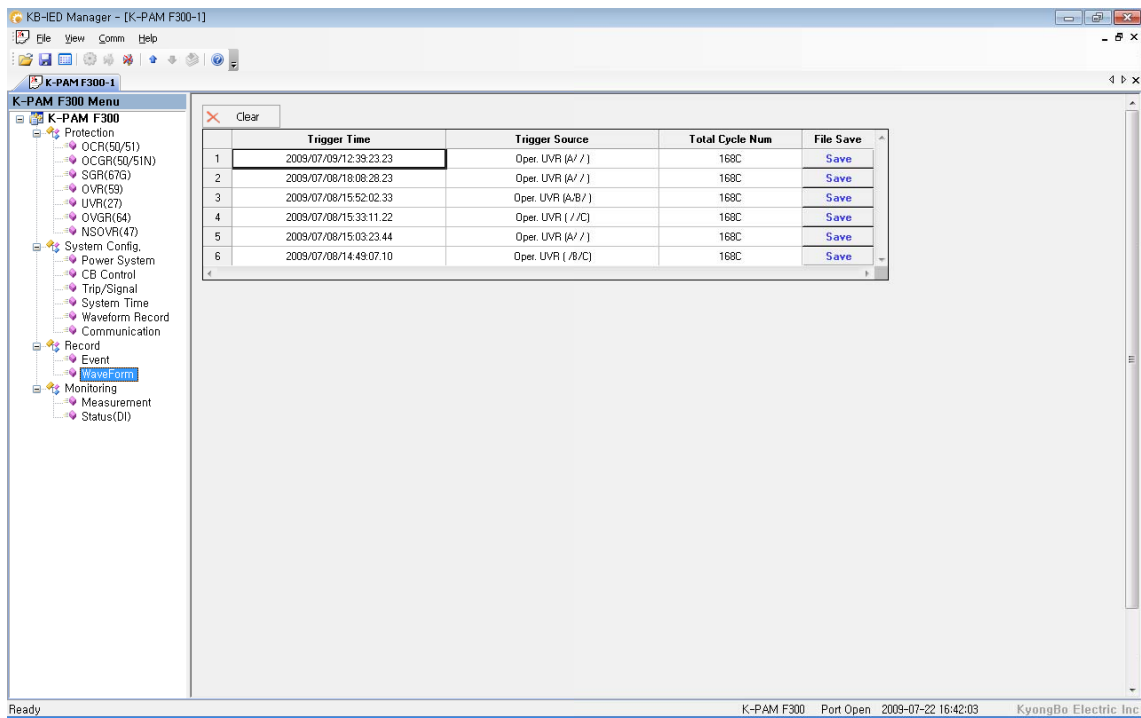 KB-IED Manager - [K-PAM F300-1]
File View Comm Help
K-PAM F300-1
K-PAM F300 Menu
K-PAM F300
Protection
OCR(50/51)
OCGR(50/51N)
SGR(67G)
OVR(59)
UVR(27)
OVGR(64)
NSOVR(47)
System Config,
Power System
CB Control
Trip/Signal
System Time
Waveform Record
Communication
Record
Event
WaveForm
Monitoring
Measurement
Status(DI)
Clear
Trigger Time Trigger Source Total Cycle Num File Save
1 2009/07/09/12:39:23.23 Oper. UVR (A/ / ) 168C Save
2 2009/07/08/18:08:28.23 Oper. UVR (A/ / ) 168C Save
3 2009/07/08/15:52:02.33 Oper. UVR (A/B/ ) 168C Save
4 2009/07/08/15:33:11.22 Oper. UVR ( / /C) 168C Save
5 2009/07/08/15:03:23.44 Oper. UVR (A/ / ) 168C Save
6 2009/07/08/14:49:07.10 Oper. UVR ( /B/C) 168C Save
Ready K-PAM F300 Port Open 2009-07-22 16:42:03 KyongBo Electric Inc